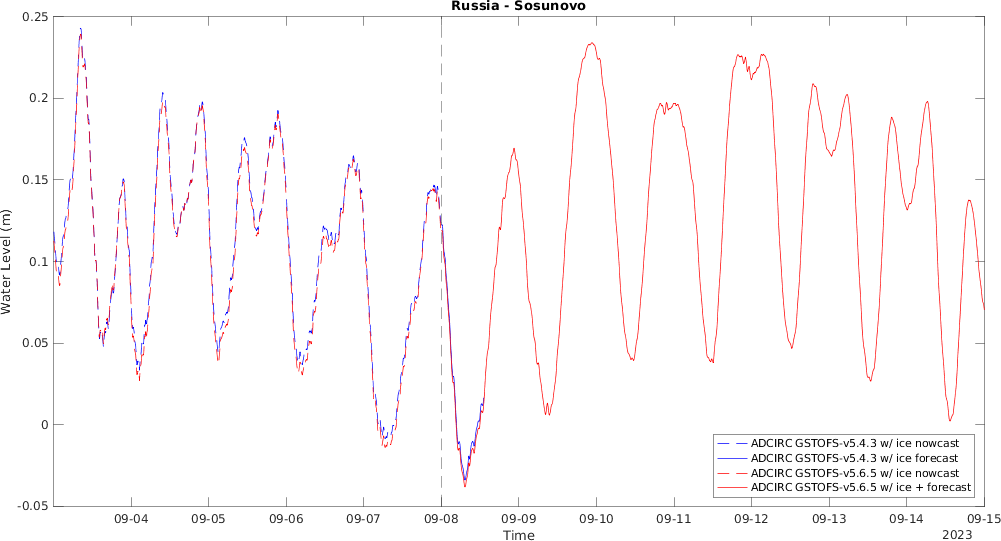 Russia - Sosunovo
Water Level (m)
0.25
0.2
0.15
0.1
0.05
0
-0.05
09-04 09-05 09-06 09-07 09-08 09-09 09-10 09-11 09-12 09-13 09-14 09-15
Time
2023
ADCIRC GSTOFS-v5.4.3 w/ ice nowcast
ADCIRC GSTOFS-v5.4.3 w/ ice forecast
ADCIRC GSTOFS-v5.6.5 w/ ice nowcast
ADCIRC GSTOFS-v5.6.5 w/ ice + forecast